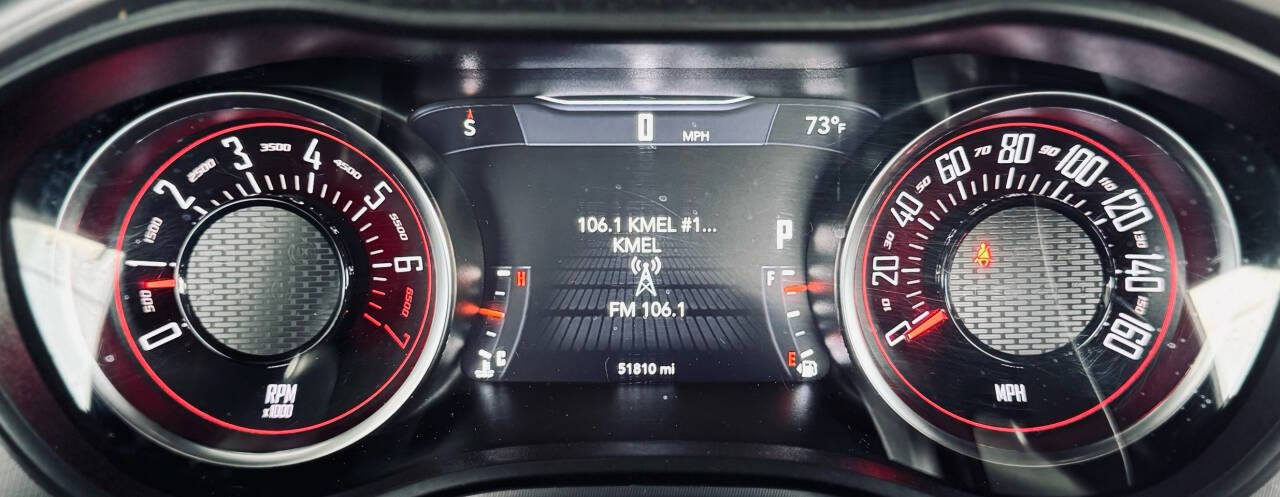 0
500
1
1500
2
2500
3
3500
4
4500
5
5500
6
6500
7
RPM
x1000
S
0 MPH
73°F
106.1 KMEL #1...
KMEL
FM 106.1
P
H
C
F
E
51810 mi
0
10
20
30
40
50
60
70
80
90
100
110
120
130
140
150
160
MPH